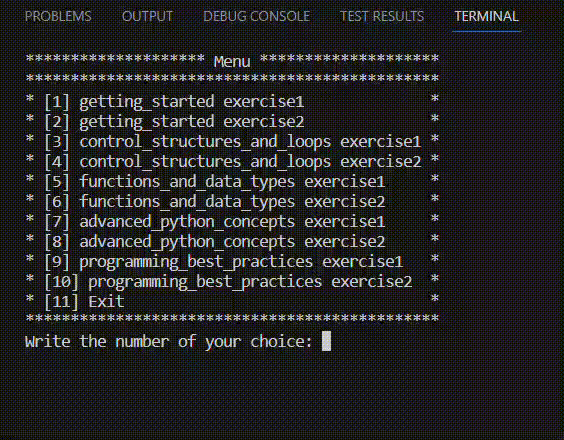 PROBLEMS OUTPUT DEBUG CONSOLE TEST RESULTS TERMINAL
******************** Menu ********************
**********************************************
* [1] getting_started exercise1              *
* [2] getting_started exercise2              *
* [3] control_structures_and_loops exercise1 *
* [4] control_structures_and_loops exercise2 *
* [5] functions_and_data_types exercise1     *
* [6] functions_and_data_types exercise2     *
* [7] advanced_python_concepts exercise1     *
* [8] advanced_python_concepts exercise2     *
* [9] programming_best_practices exercise1   *
* [10] programming_best_practices exercise2  *
* [11] Exit                                  *
**********************************************
Write the number of your choice: